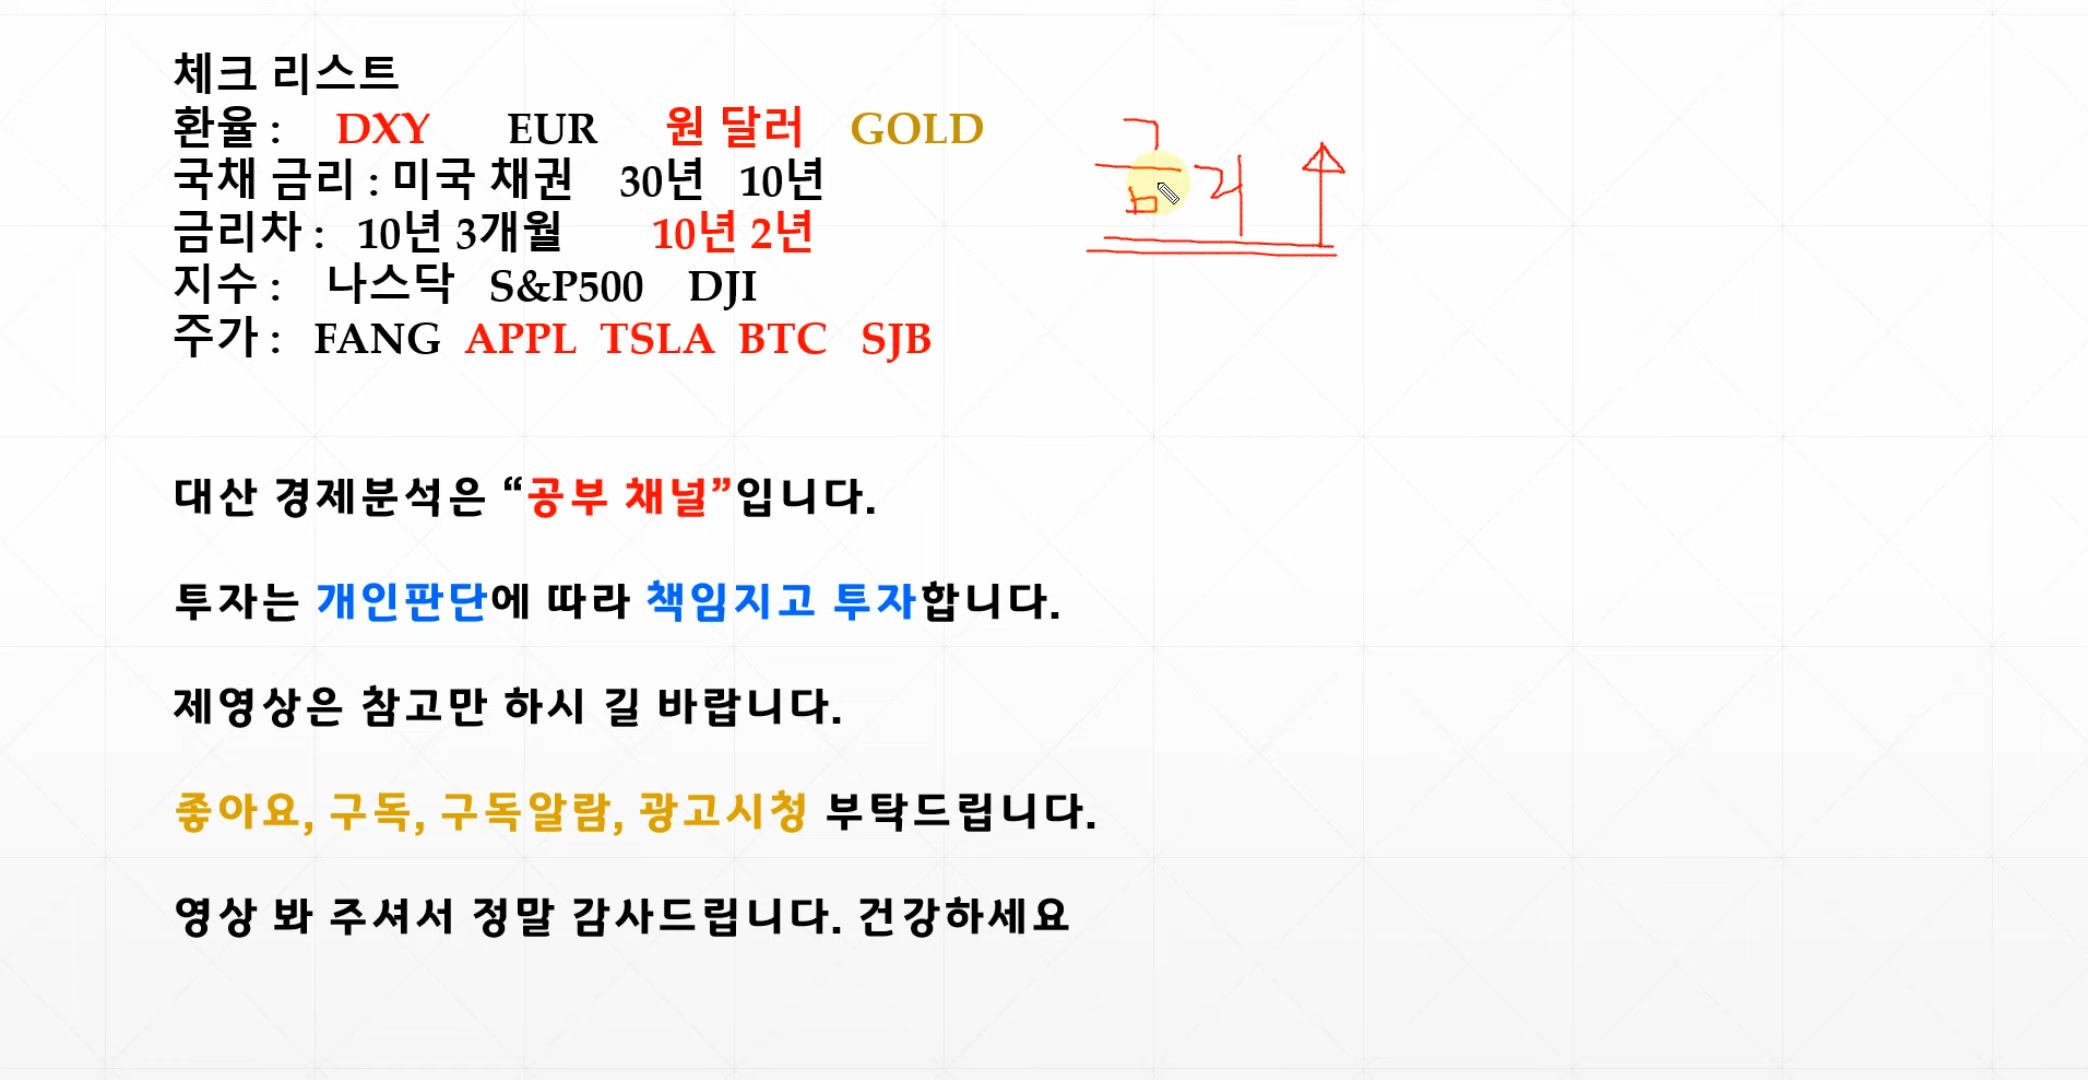 체크 리스트
환율 : DXY EUR 원 달러 GOLD
국채 금리 : 미국 채권 30년 10년
금리차 : 10년 3개월 10년 2년
지수 : 나스닥 S&P500 DJI
주가 : FANG APPL TSLA BTC SJB
금리
대산 경제분석은 “공부 채널”입니다.
투자는 개인판단에 따라 책임지고 투자합니다.
제영상은 참고만 하시 길 바랍니다.
좋아요, 구독, 구독알람, 광고시청 부탁드립니다.
영상 봐 주셔서 정말 감사드립니다. 건강하세요